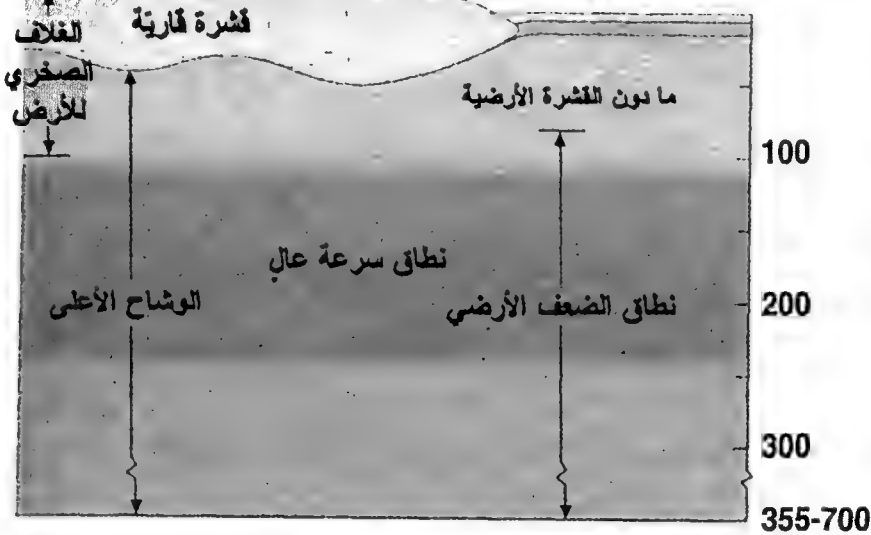 قشرة قاريّة
الغلاف
الصخري
للأرض
ما دون القشرة الأرضية
100
نطاق سرعة عالٍ
الوشاح الأعلى
نطاق الضعف الأرضي
200
300
355-700